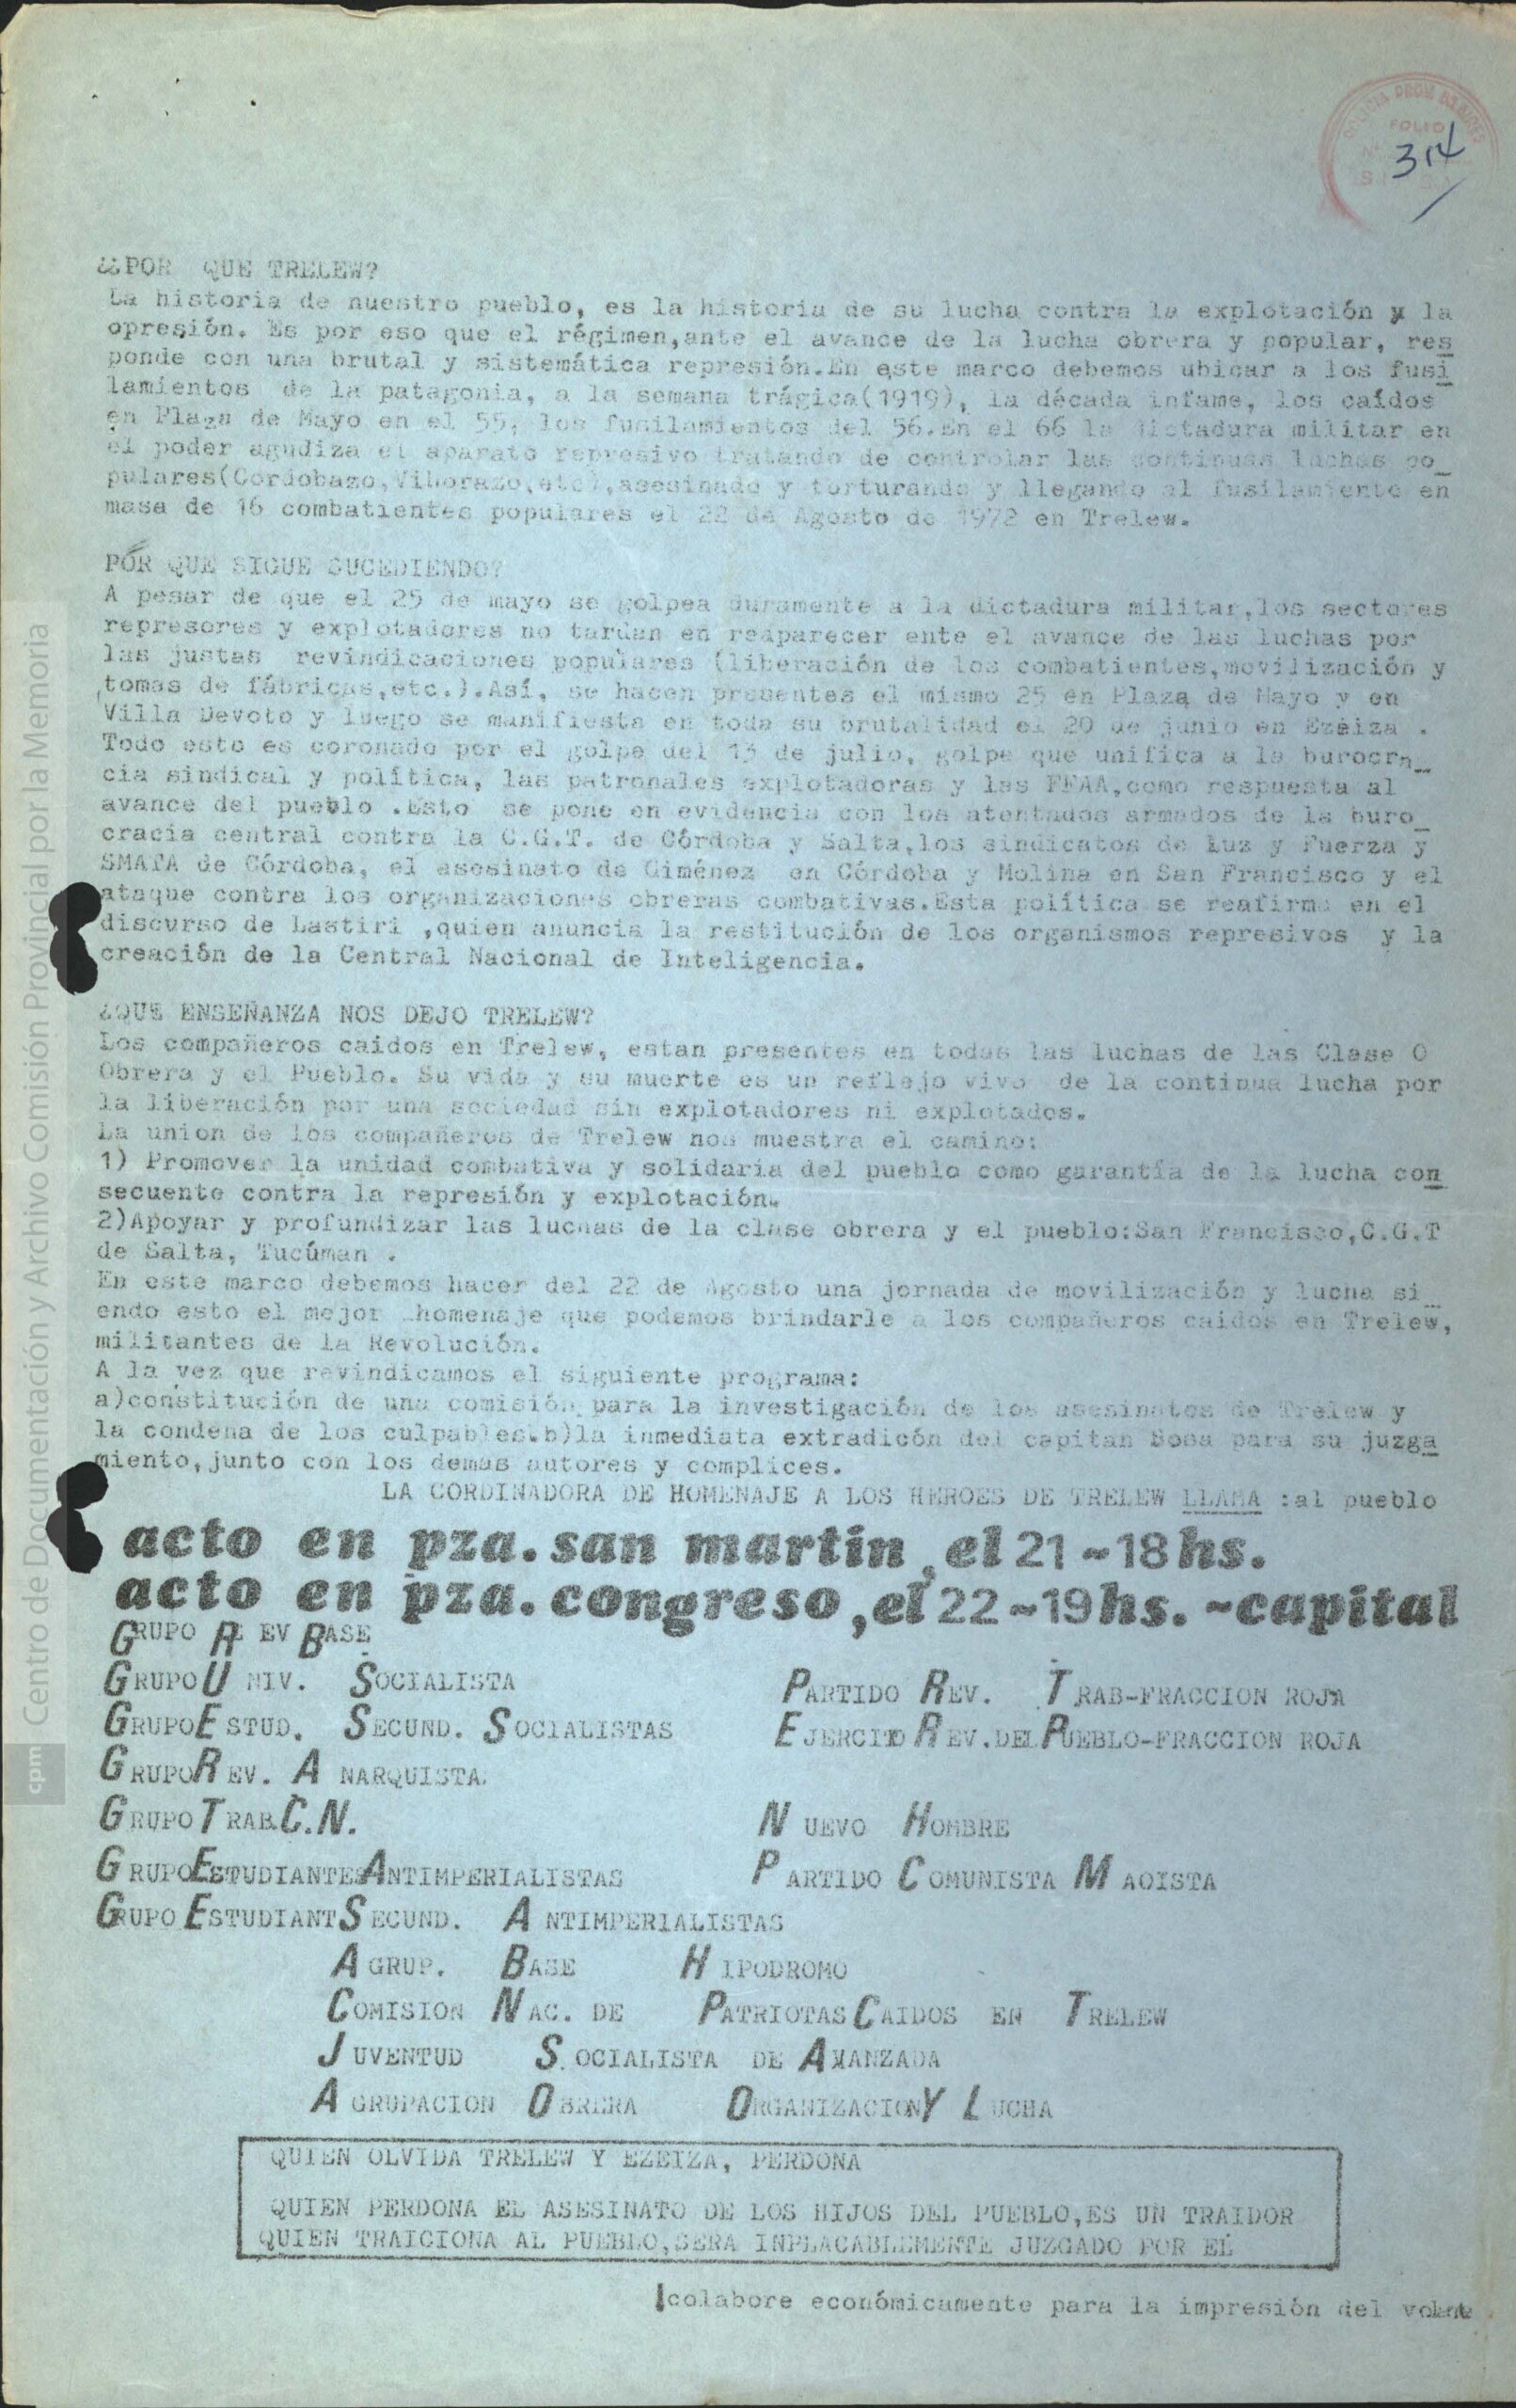 POLICIA PROV BS AIRES
FOLIO
Nº
314
¿¿POR QUE TRELEW?
La historia de nuestro pueblo, es la historia de su lucha contra la explotación y la
opresión. Es por eso que el régimen,ante el avance de la lucha obrera y popular, res
ponde con una brutal y sistemática represión.En este marco debemos ubicar a los fusi
lamientos de la patagonia, a la semana trágica(1919), la década infame, los caídos
en Plaza de Mayo en el 55, los fusilamientos del 56.En el 66 la dictadura militar en
el poder agudiza el aparato represivo tratando de controlar las continuas luchas po_
pulares(Cordobazo,Viborazo,etc),asesinado y torturando y llegando al fusilamiento en
masa de 16 combatientes populares el 22 de Agosto de 1972 en Trelew.
POR QUE SIGUE SUCEDIENDO?
A pesar de que el 25 de mayo se golpea duramente a la dictadura militar,los sectores
represores y explotadores no tardan en reaparecer ente el avance de las luchas por
las justas revindicaciones populares (liberación de los combatientes,movilización y
tomas de fábricas,etc.).Así, se hacen presentes el mismo 25 en Plaza de Mayo y en
Villa Devoto y luego se manifiesta en toda su brutalidad el 20 de junio en Ezeiza .
Todo esto es coronado por el golpe del 13 de julio, golpe que unifica a la burocra_
cia sindical y política, las patronales explotadoras y las FFAA,como respuesta al
avance del pueblo .Esto se pone en evidencia con los atentados armados de la buro_
cracia central contra la C.G.T. de Córdoba y Salta,los sindicatos de Luz y Fuerza y
SMATA de Córdoba, el asesinato de Giménez en Córdoba y Molina en San Francisco y el
ataque contra los organizaciones obreras combativas.Esta política se reafirma en el
discurso de Lastiri ,quien anuncia la restitución de los organismos represivos y la
creación de la Central Nacional de Inteligencia.
¿QUE ENSEÑANZA NOS DEJO TRELEW?
Los compañeros caidos en Trelew, estan presentes en todas las luchas de las Clase O
Obrera y el Pueblo. Su vida y su muerte es un reflejo vivo de la continua lucha por
la liberación por una sociedad sin explotadores ni explotados.
La union de los compañeros de Trelew nos muestra el camino:
1) Promover la unidad combativa y solidaria del pueblo como garantía de la lucha con
secuente contra la represión y explotación.
2)Apoyar y profundizar las luchas de la clase obrera y el pueblo:San Francisco,C.G.T
de Salta, Tucúman .
En este marco debemos hacer del 22 de Agosto una jornada de movilización y lucha si_
endo esto el mejor homenaje que podemos brindarle a los compañeros caidos en Trelew,
militantes de la Revolución.
A la vez que revindicamos el siguiente programa:
a)constitución de una comisión para la investigación de los asesinatos de Trelew y
la condena de los culpables.b)la inmediata extradicón del capitan Sosa para su juzga
miento,junto con los demas autores y complices.
LA CORDINADORA DE HOMENAJE A LOS HEROES DE TRELEW LLAMA :al pueblo
acto en pza.san martin,el 21~18hs.
acto en pza.congreso,el 22~19hs.~capital
GRUPO REV BASE
GRUPO UNIV. SOCIALISTA
PARTIDO REV. TRAB-FRACCION ROJA
GRUPO ESTUD. SECUND. SOCIALISTAS
EJERCITO REV.DEL PUEBLO-FRACCION ROJA
GRUPO REV. ANARQUISTA
GRUPO TRAB.C.N.
NUEVO HOMBRE
GRUPO ESTUDIANTES ANTIMPERIALISTAS
PARTIDO COMUNISTA MAOISTA
GRUPO ESTUDIANT SECUND. ANTIMPERIALISTAS
AGRUP. BASE HIPODROMO
COMISION NAC. DE PATRIOTAS CAIDOS EN TRELEW
JUVENTUD SOCIALISTA DE AVANZADA
AGRUPACION OBRERA ORGANIZACION Y LUCHA
QUIEN OLVIDA TRELEW Y EZEIZA, PERDONA
QUIEN PERDONA EL ASESINATO DE LOS HIJOS DEL PUEBLO,ES UN TRAIDOR
QUIEN TRAICIONA AL PUEBLO,SERA INPLACABLEMENTE JUZGADO POR EL
colabore económicamente para la impresión del volante
cpm Centro de Documentación y Archivo Comisión Provincial por la Memoria